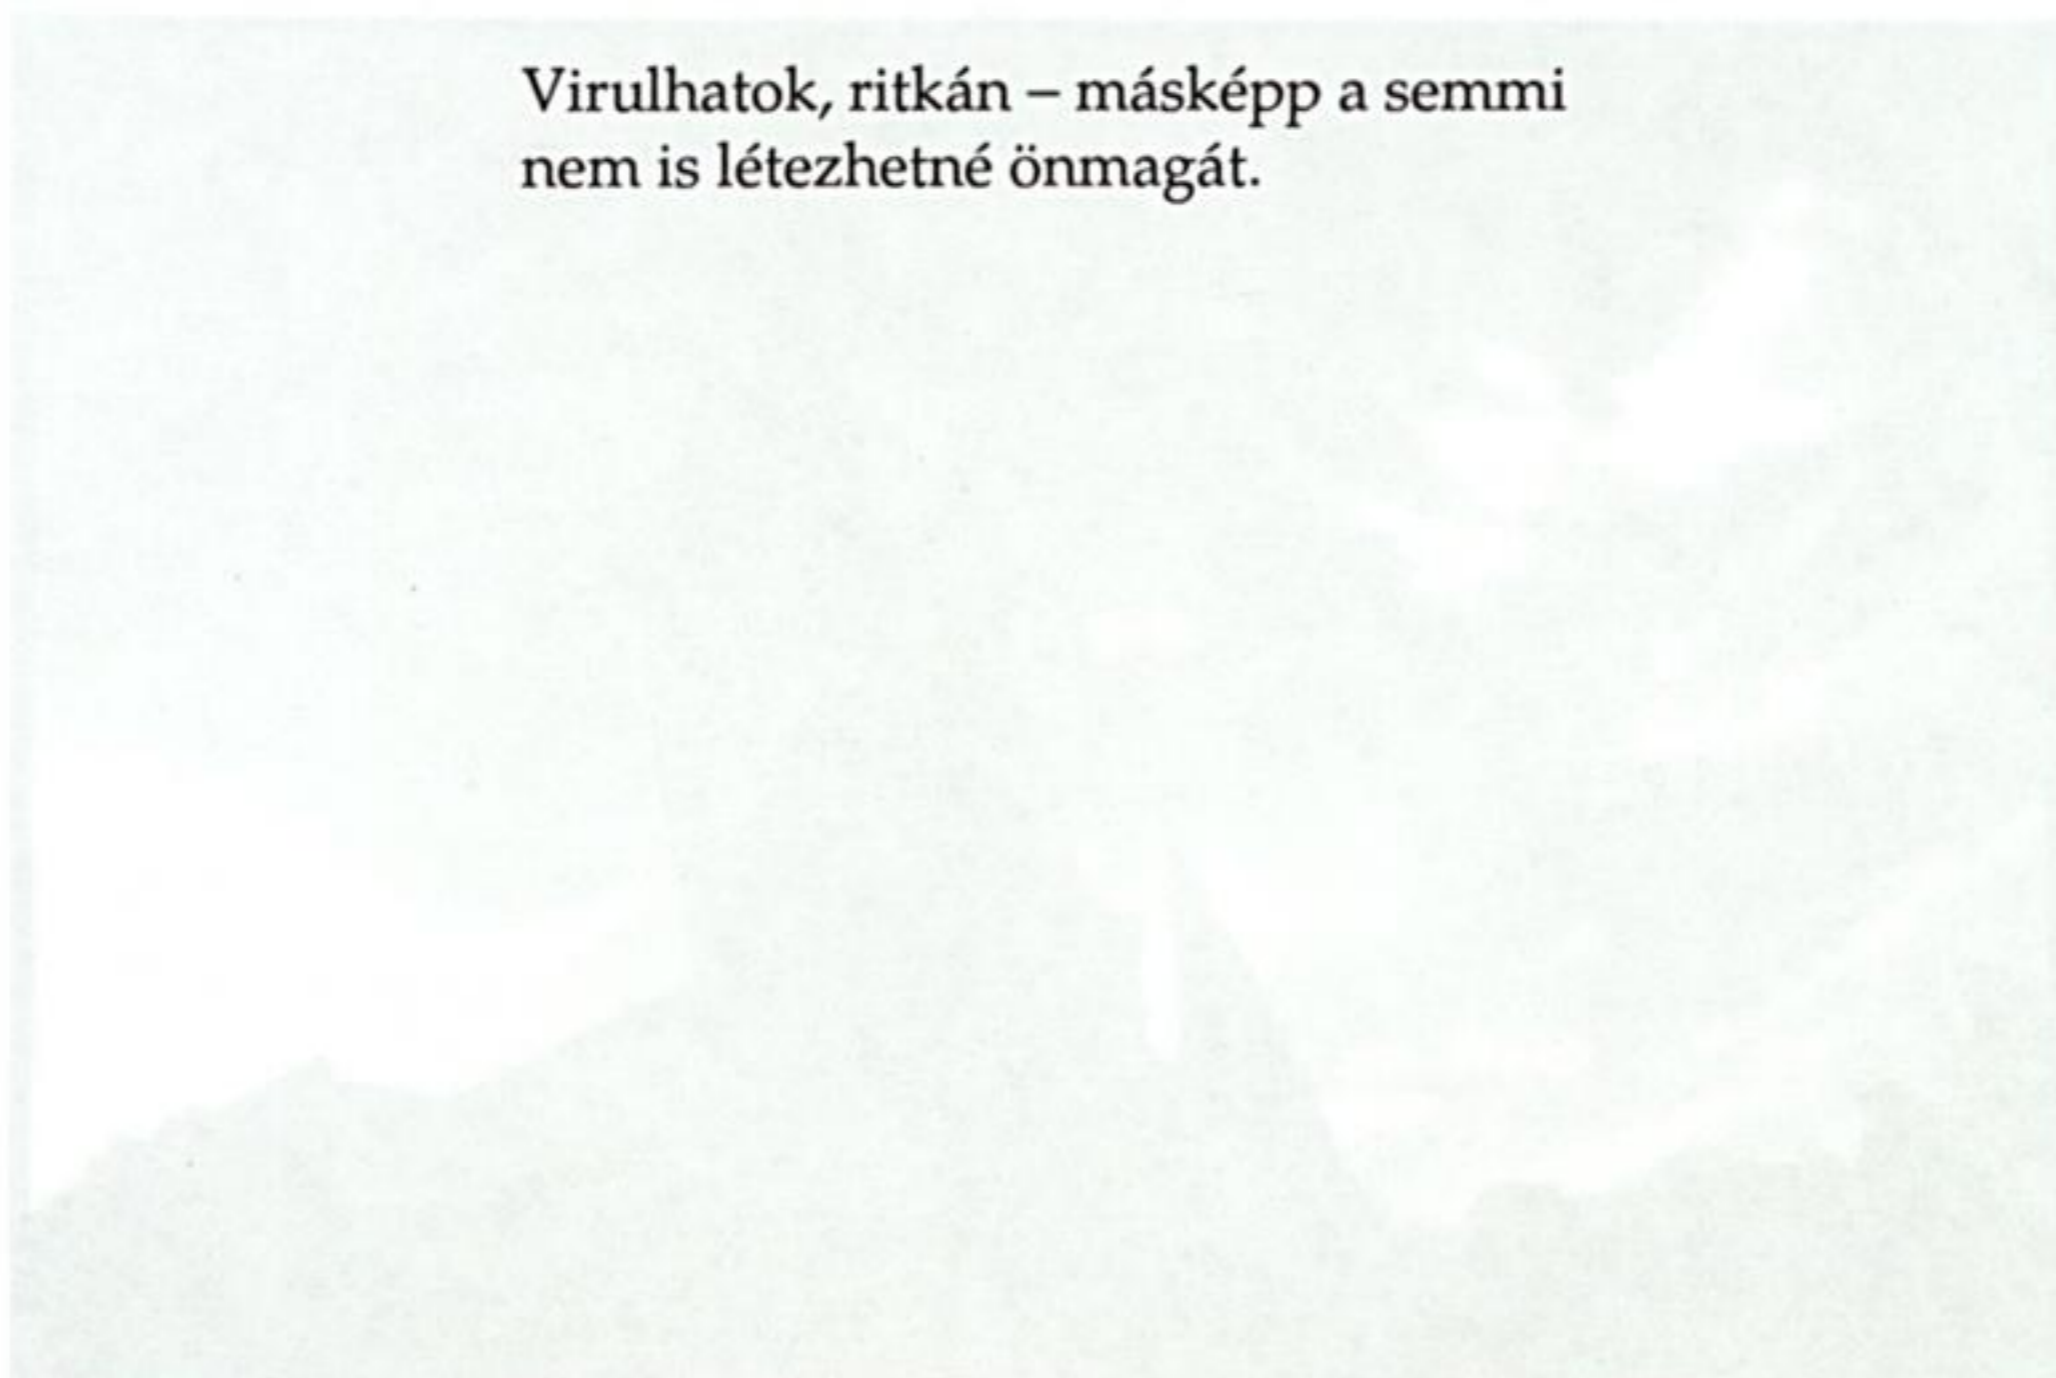 Virulhatok, ritkán – másképp a semmi
nem is létezhetné önmagát.